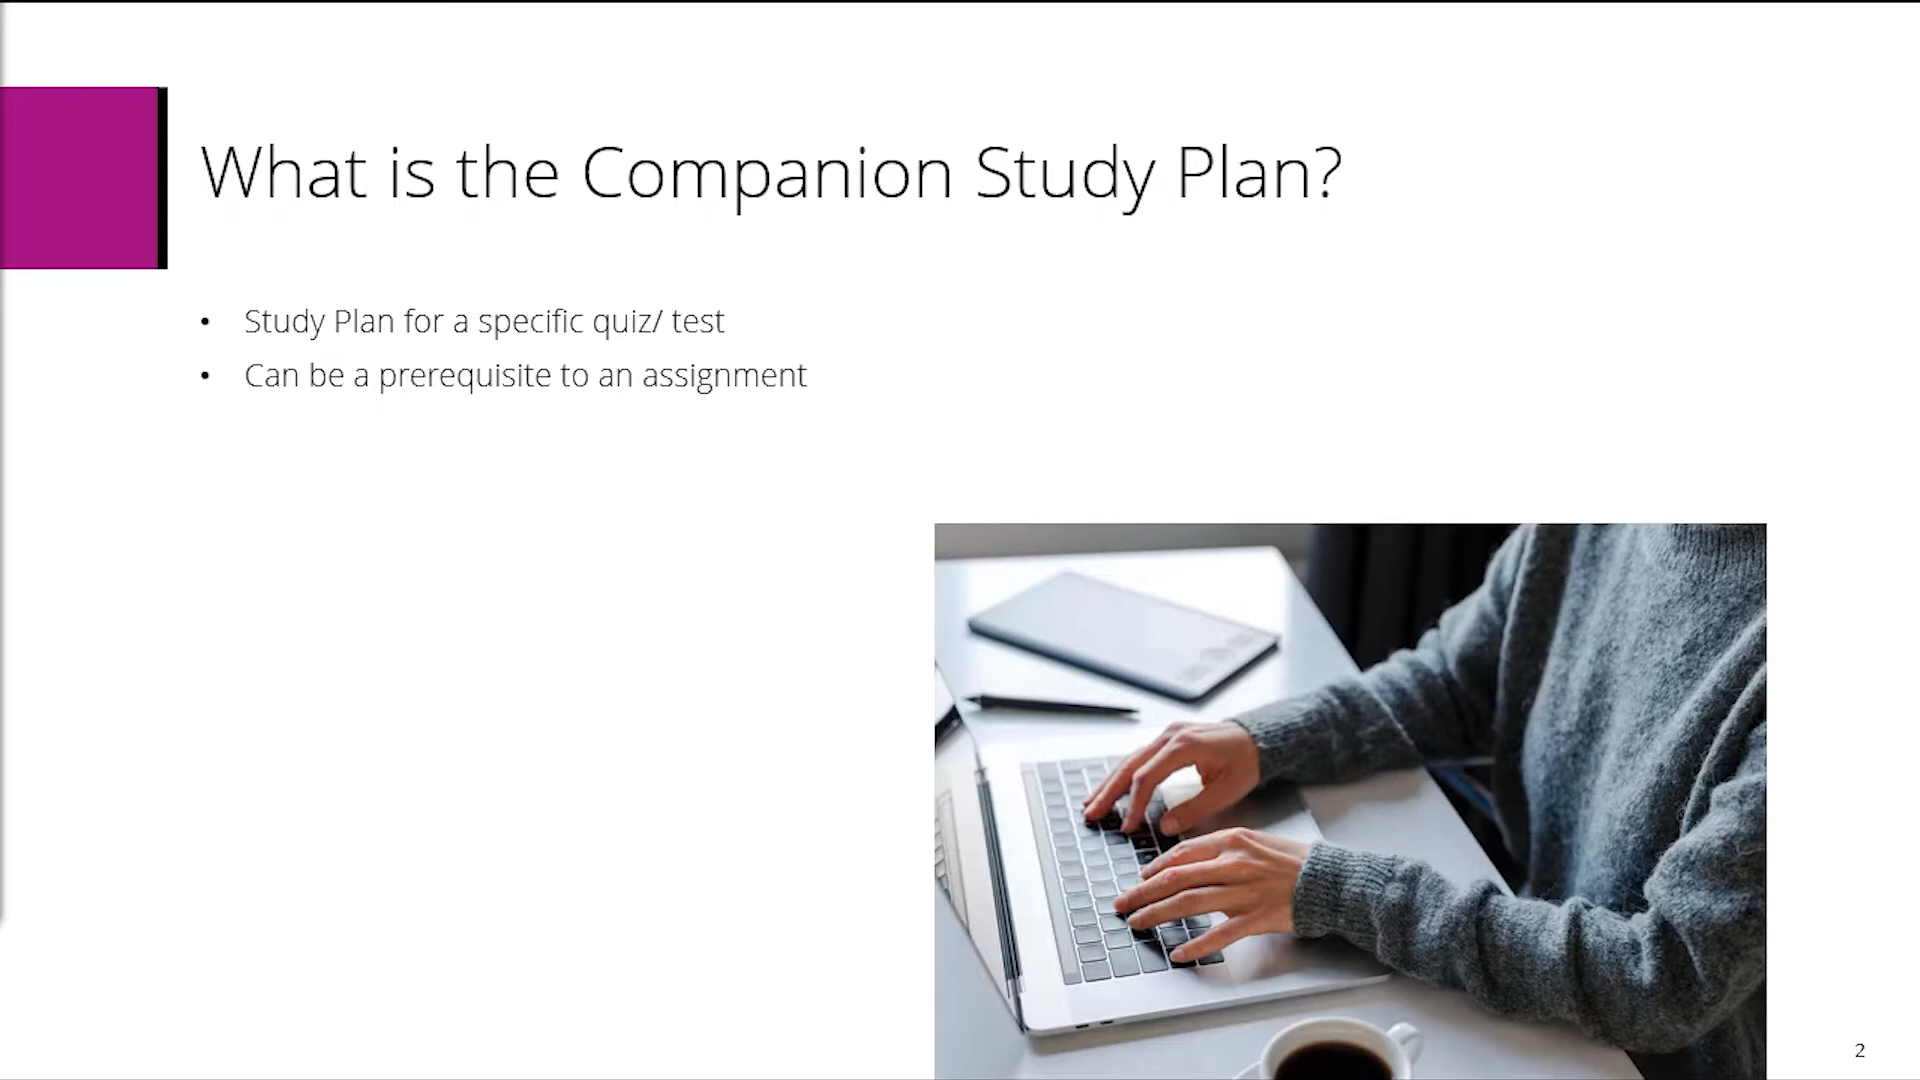 What is the Companion Study Plan?
• Study Plan for a specific quiz/ test
• Can be a prerequisite to an assignment
2